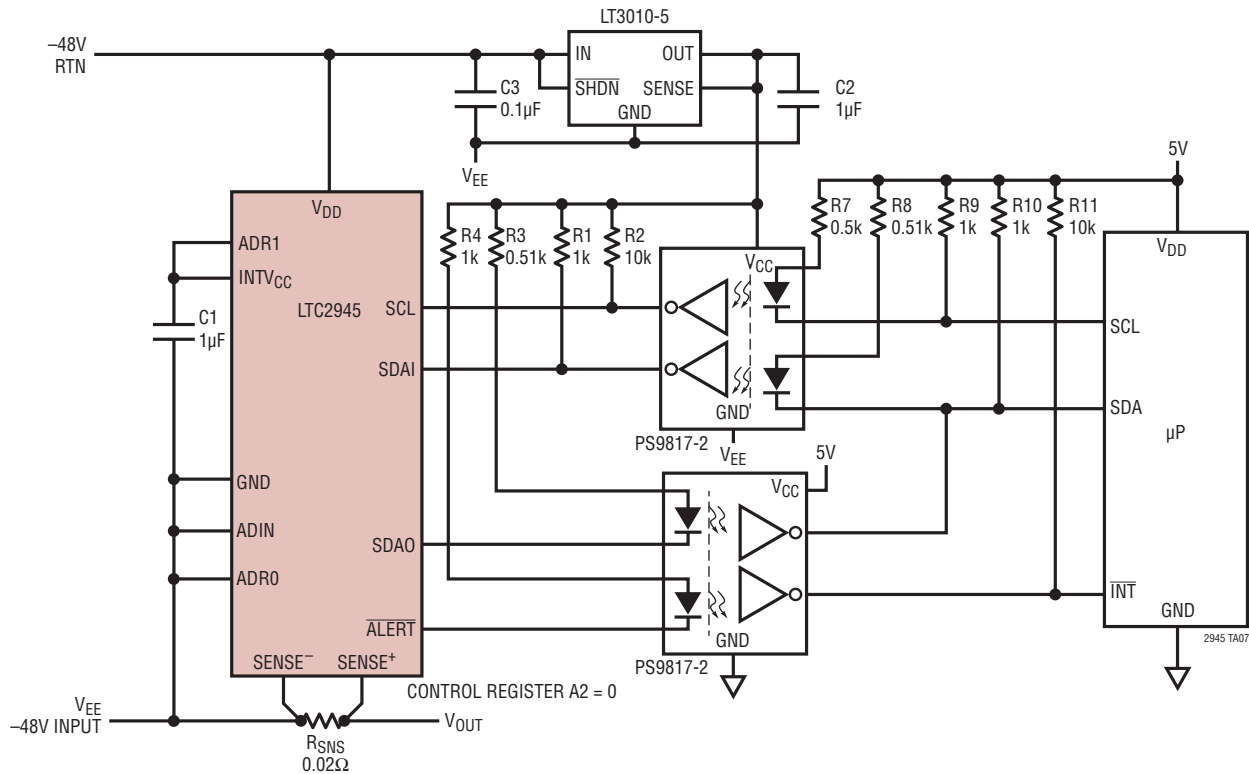 LT3010-5
–48V
RTN
IN
OUT
SHDN
SENSE
GND
C3
0.1µF
C2
1µF
VEE
5V
VDD
R4
1k
R3
0.51k
R1
1k
R2
10k
R7
0.5k
R8
0.51k
R9
1k
R10
1k
R11
10k
VDD
ADR1
INTVCC
VCC
LTC2945
SCL
SCL
C1
1µF
SDAI
GND
SDA
µP
PS9817-2
VEE
5V
VCC
GND
ADIN
SDAO
ADR0
INT
GND
ALERT
GND
2945 TA07
PS9817-2
SENSE–
SENSE+
CONTROL REGISTER A2 = 0
VEE
–48V INPUT
VOUT
RSNS
0.02Ω